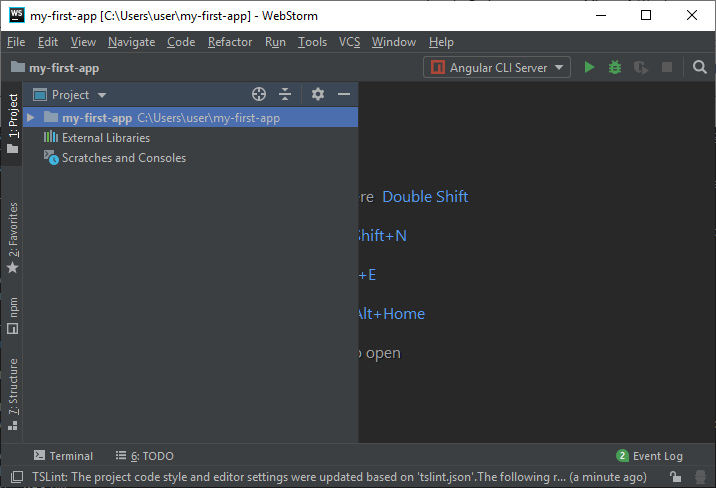 WS my-first-app [C:\Users\user\my-first-app] - WebStorm
File Edit View Navigate Code Refactor Run Tools VCS Window Help
my-first-app Angular CLI Server
1: Project
Project
my-first-app C:\Users\user\my-first-app
External Libraries
Scratches and Consoles
Double Shift
Shift+N
+E
Alt+Home
open
2: Favorites
npm
7: Structure
Terminal 6: TODO 2 Event Log
TSLint: The project code style and editor settings were updated based on 'tslint.json'.The following r... (a minute ago)